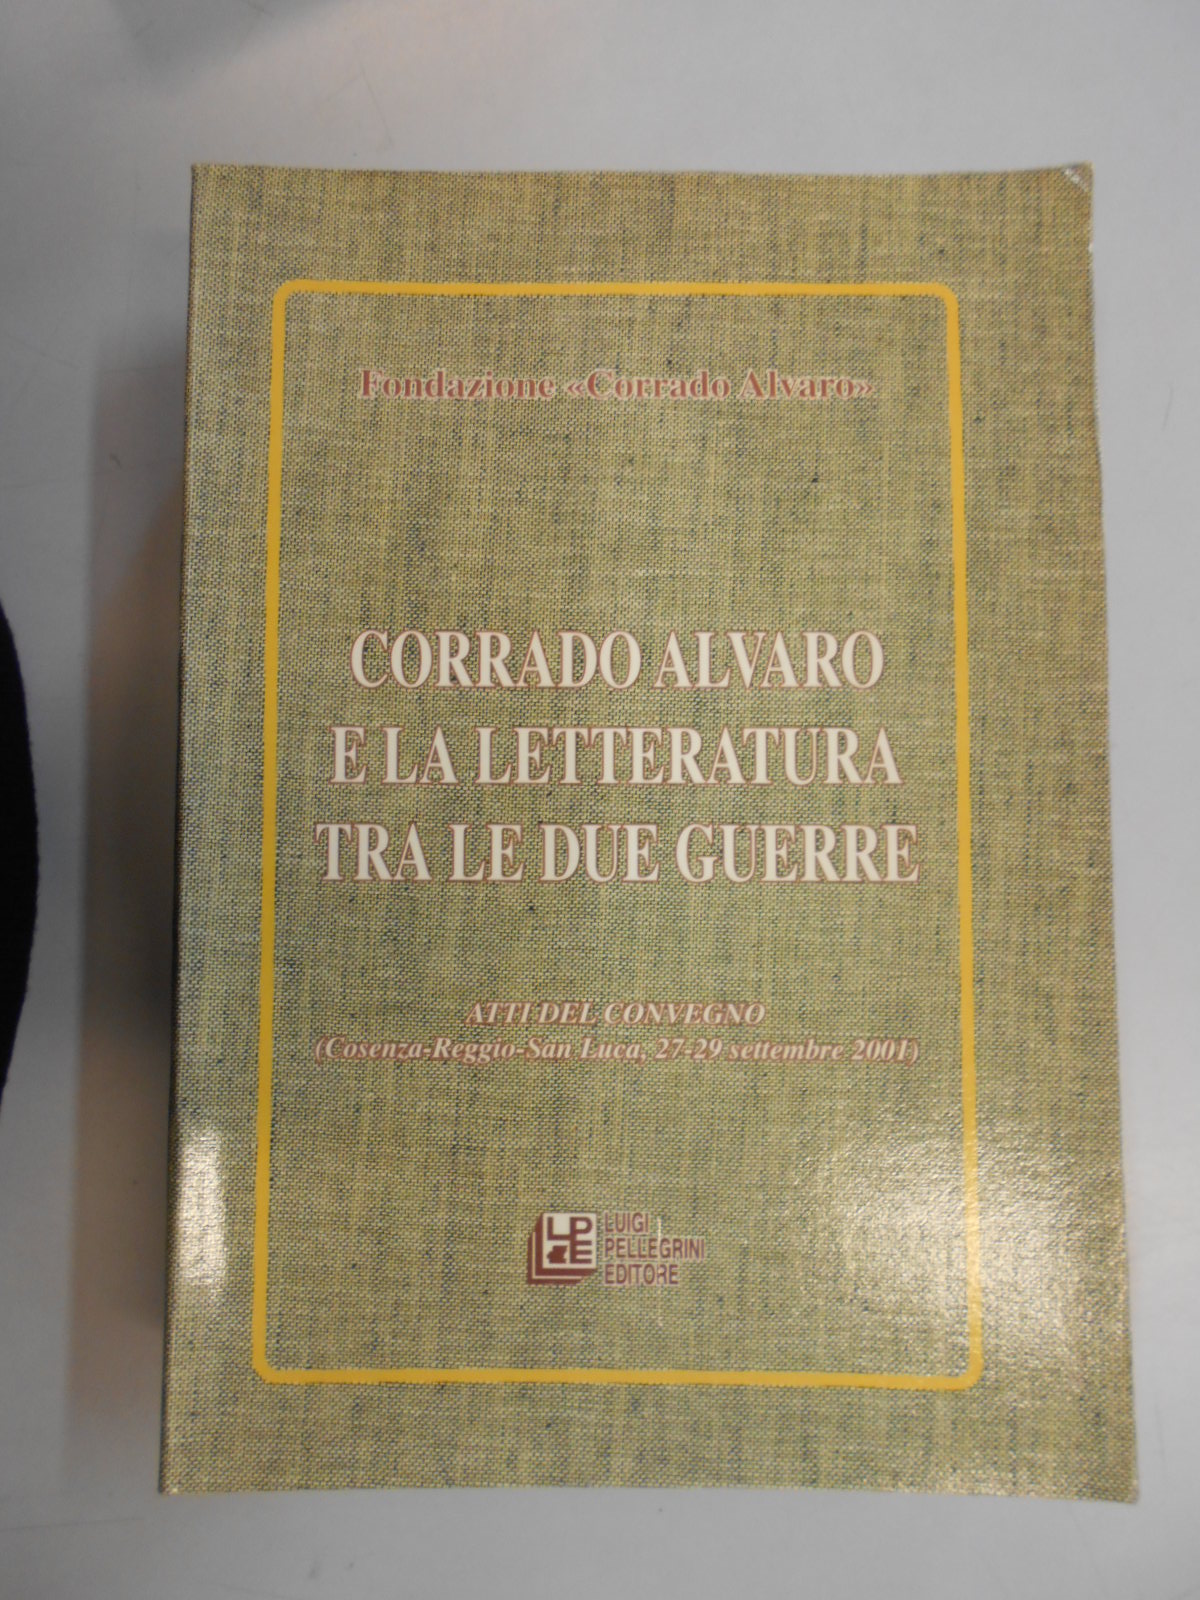 Fondazione «Corrado Alvaro»
CORRADO ALVARO
E LA LETTERATURA
TRA LE DUE GUERRE
ATTI DEL CONVEGNO
(Cosenza-Reggio-San Luca, 27-29 settembre 2001)
LPE
LUIGI
PELLEGRINI
EDITORE